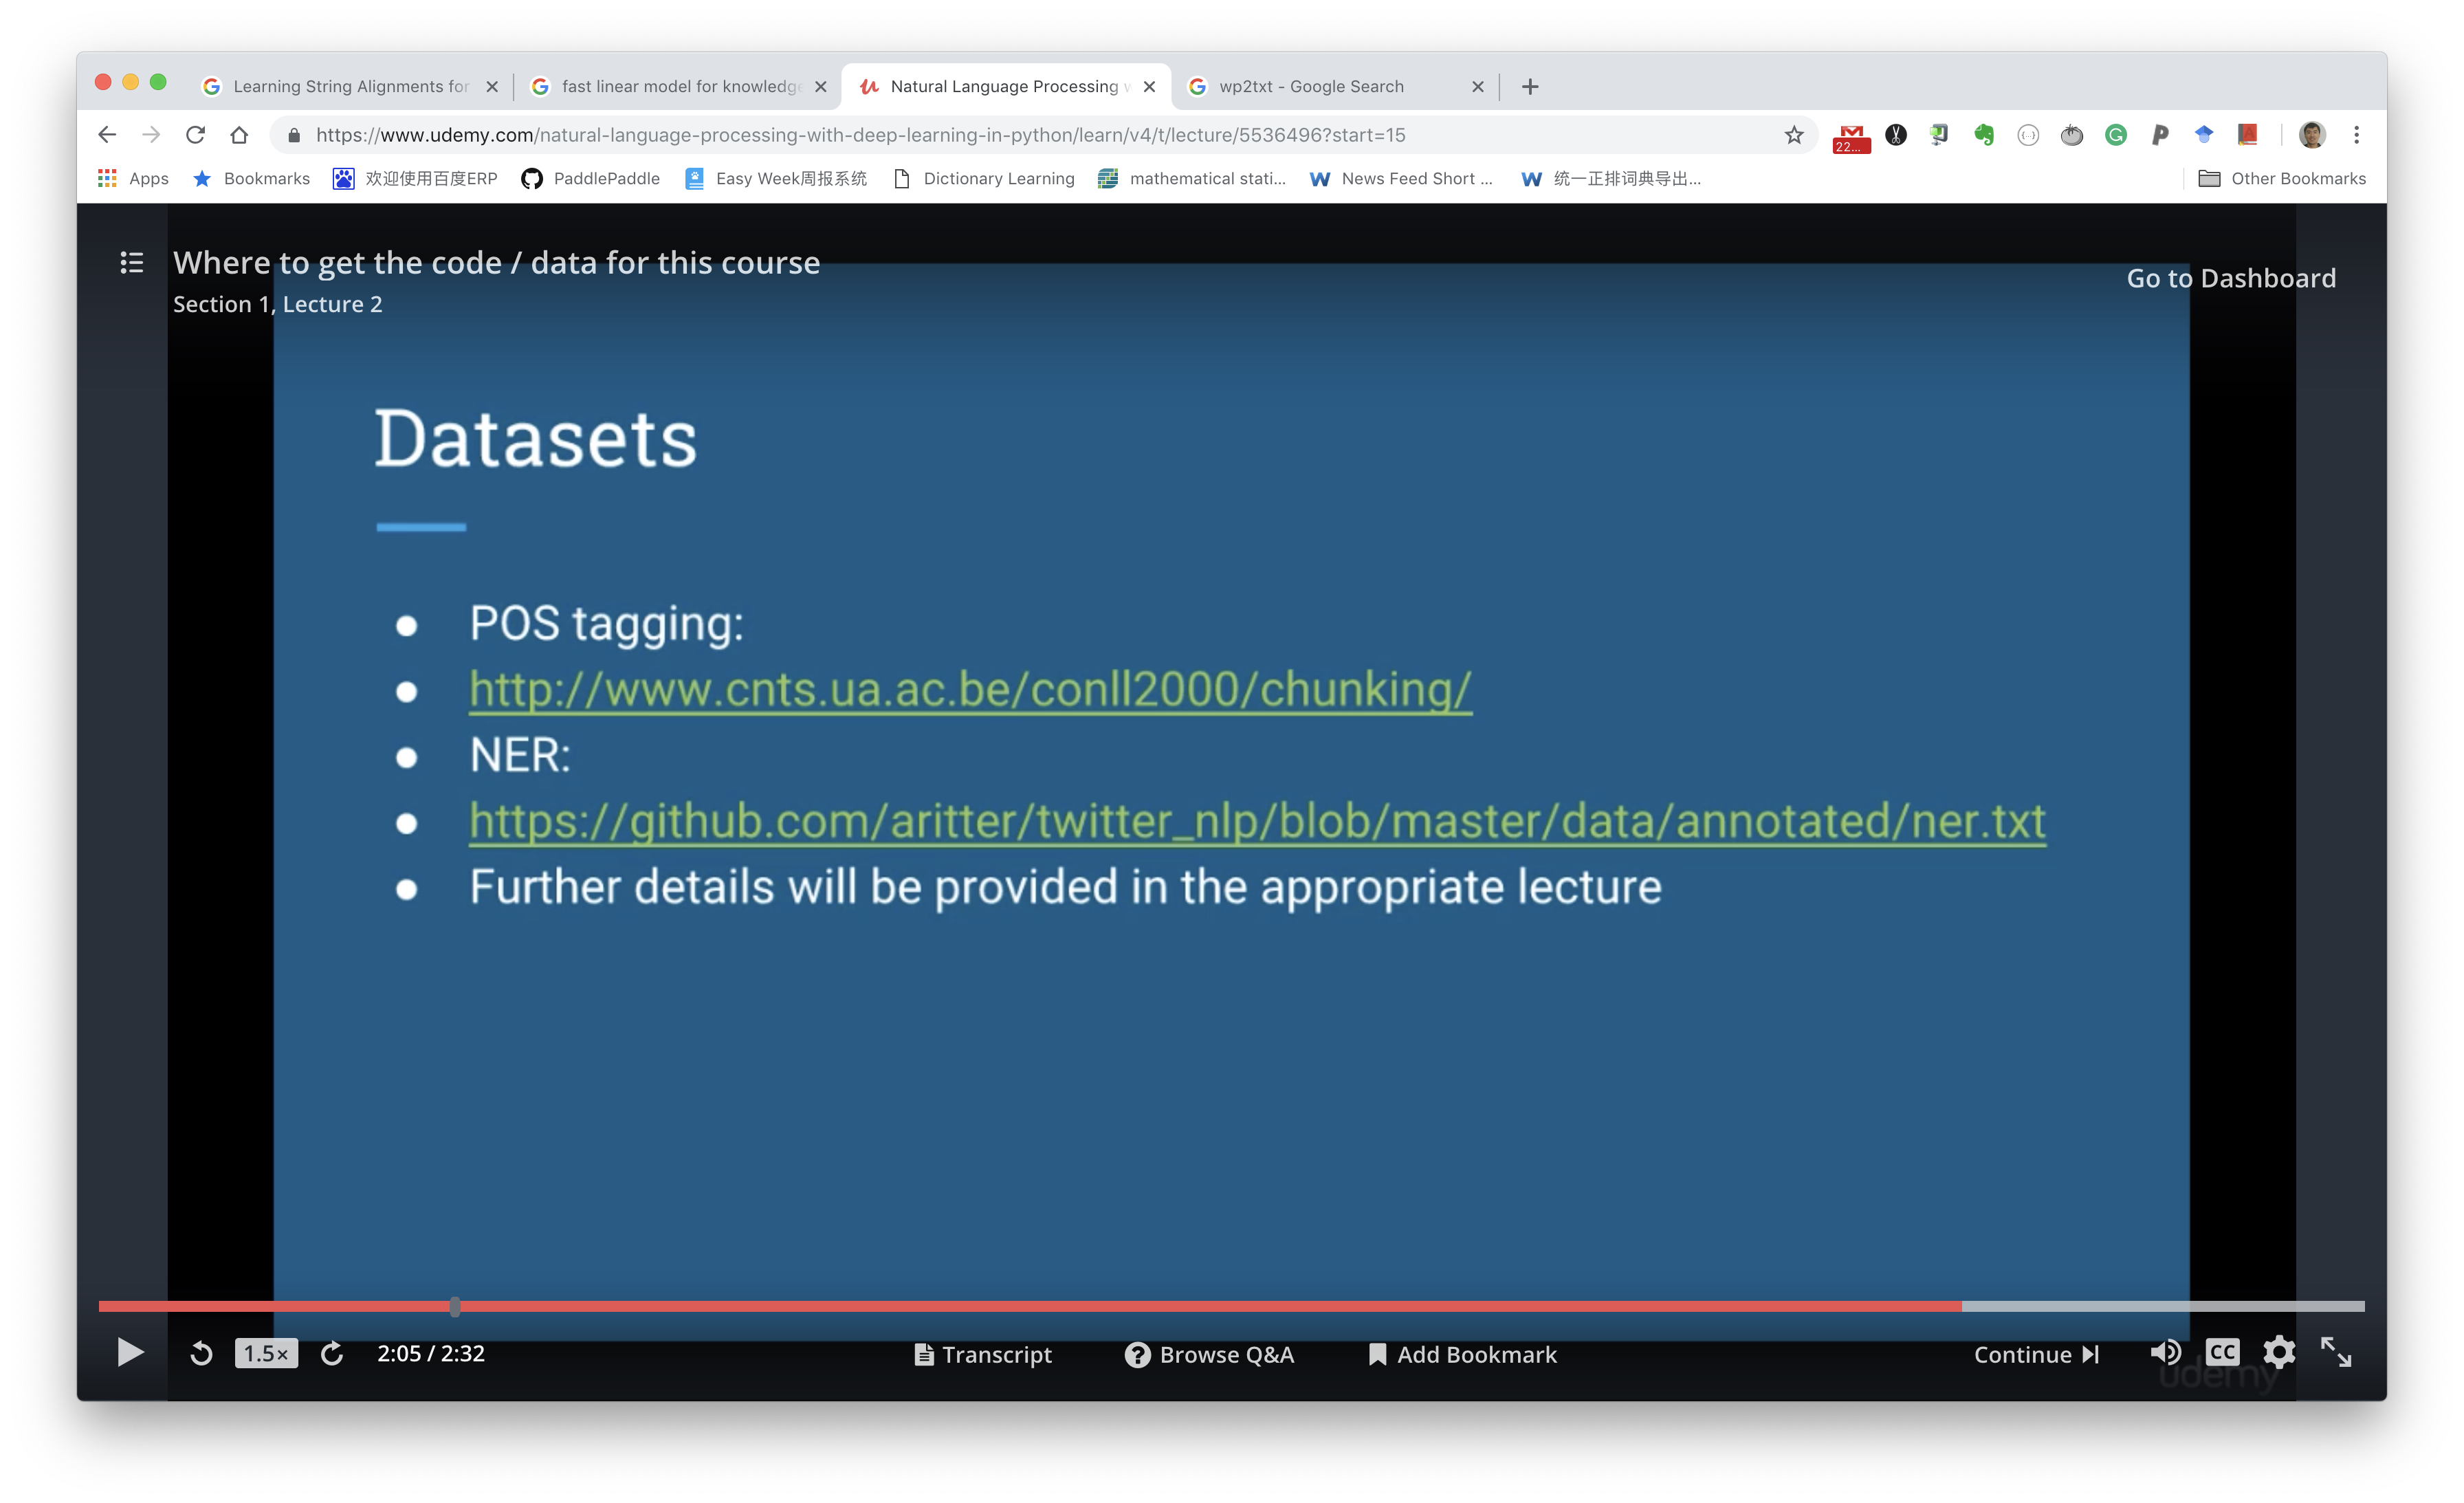 Learning String Alignments for
fast linear model for knowledge
Natural Language Processing w
wp2txt - Google Search
https://www.udemy.com/natural-language-processing-with-deep-learning-in-python/learn/v4/t/lecture/5536496?start=15
22...
Apps
Bookmarks
欢迎使用百度ERP
PaddlePaddle
Easy Week周报系统
Dictionary Learning
mathematical stati...
News Feed Short ...
统一正排词典导出...
Other Bookmarks
Where to get the code / data for this course
Section 1, Lecture 2
Go to Dashboard
Datasets
POS tagging:
http://www.cnts.ua.ac.be/conll2000/chunking/
NER:
https://github.com/aritter/twitter_nlp/blob/master/data/annotated/ner.txt
Further details will be provided in the appropriate lecture
1.5×
2:05 / 2:32
Transcript
Browse Q&A
Add Bookmark
Continue
CC
udemy